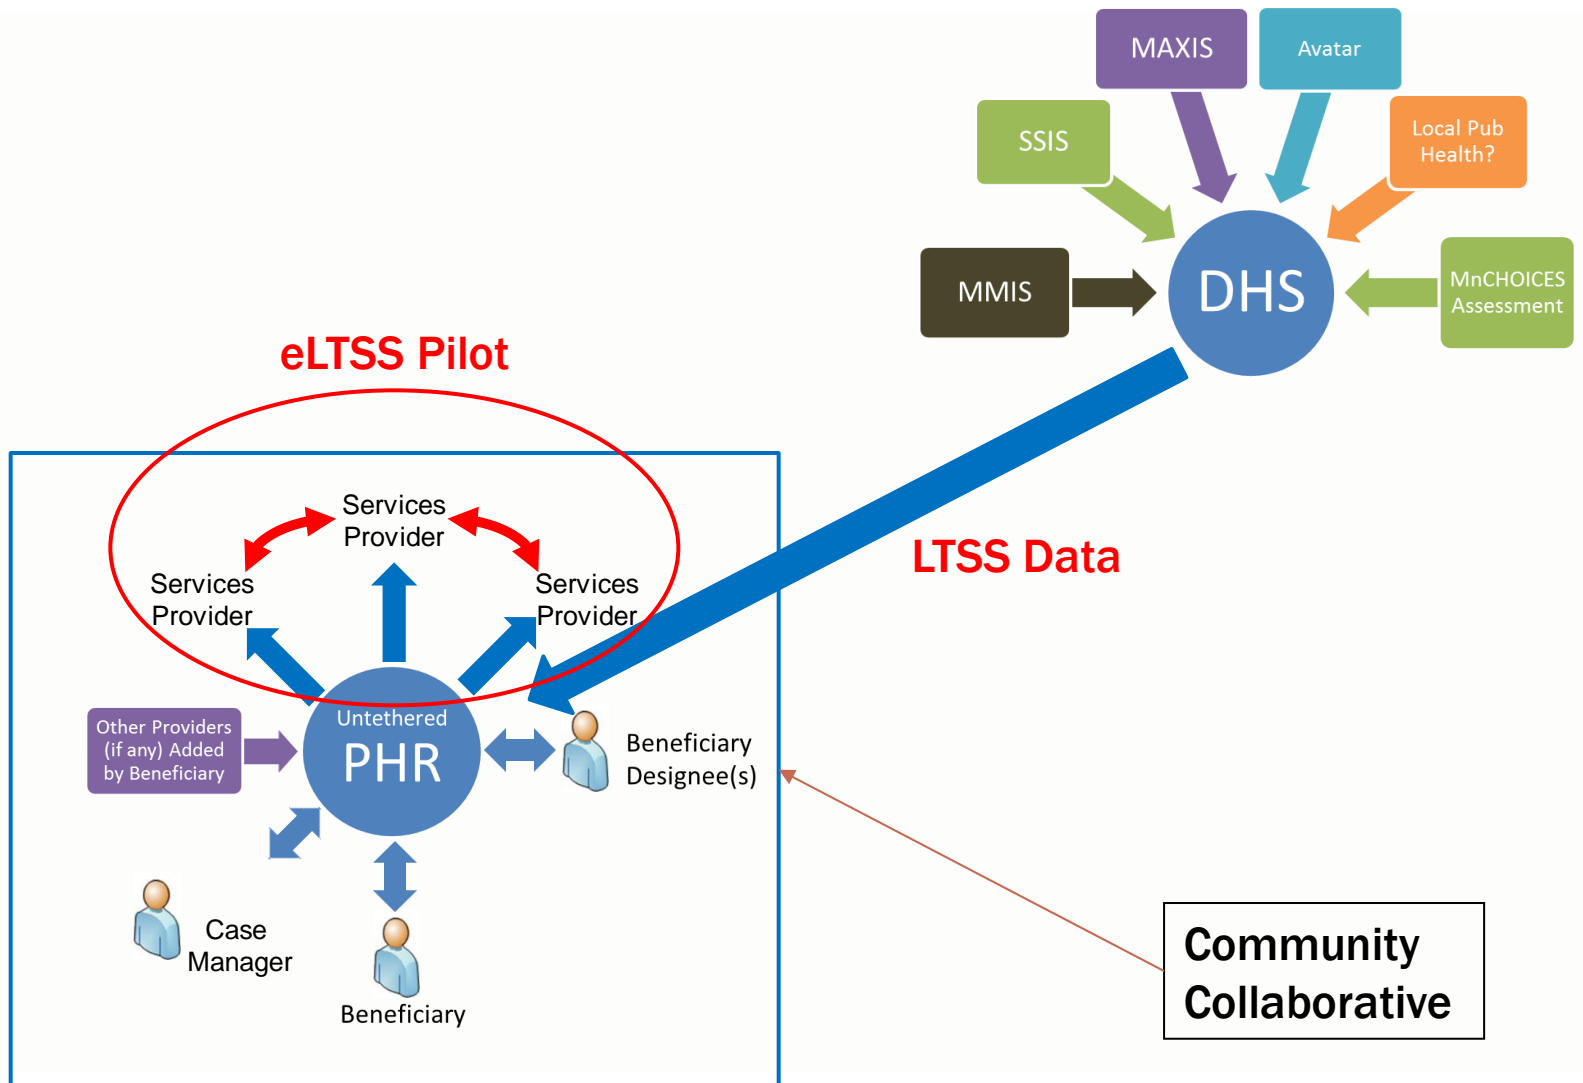 MAXIS
Avatar
SSIS
Local Pub
Health?
MMIS
DHS
MnCHOICES
Assessment
eLTSS Pilot
LTSS Data
Services
Provider
Services
Provider
Services
Provider
Other Providers
(if any) Added
by Beneficiary
Untethered
PHR
Beneficiary
Designee(s)
Case
Manager
Beneficiary
Community
Collaborative